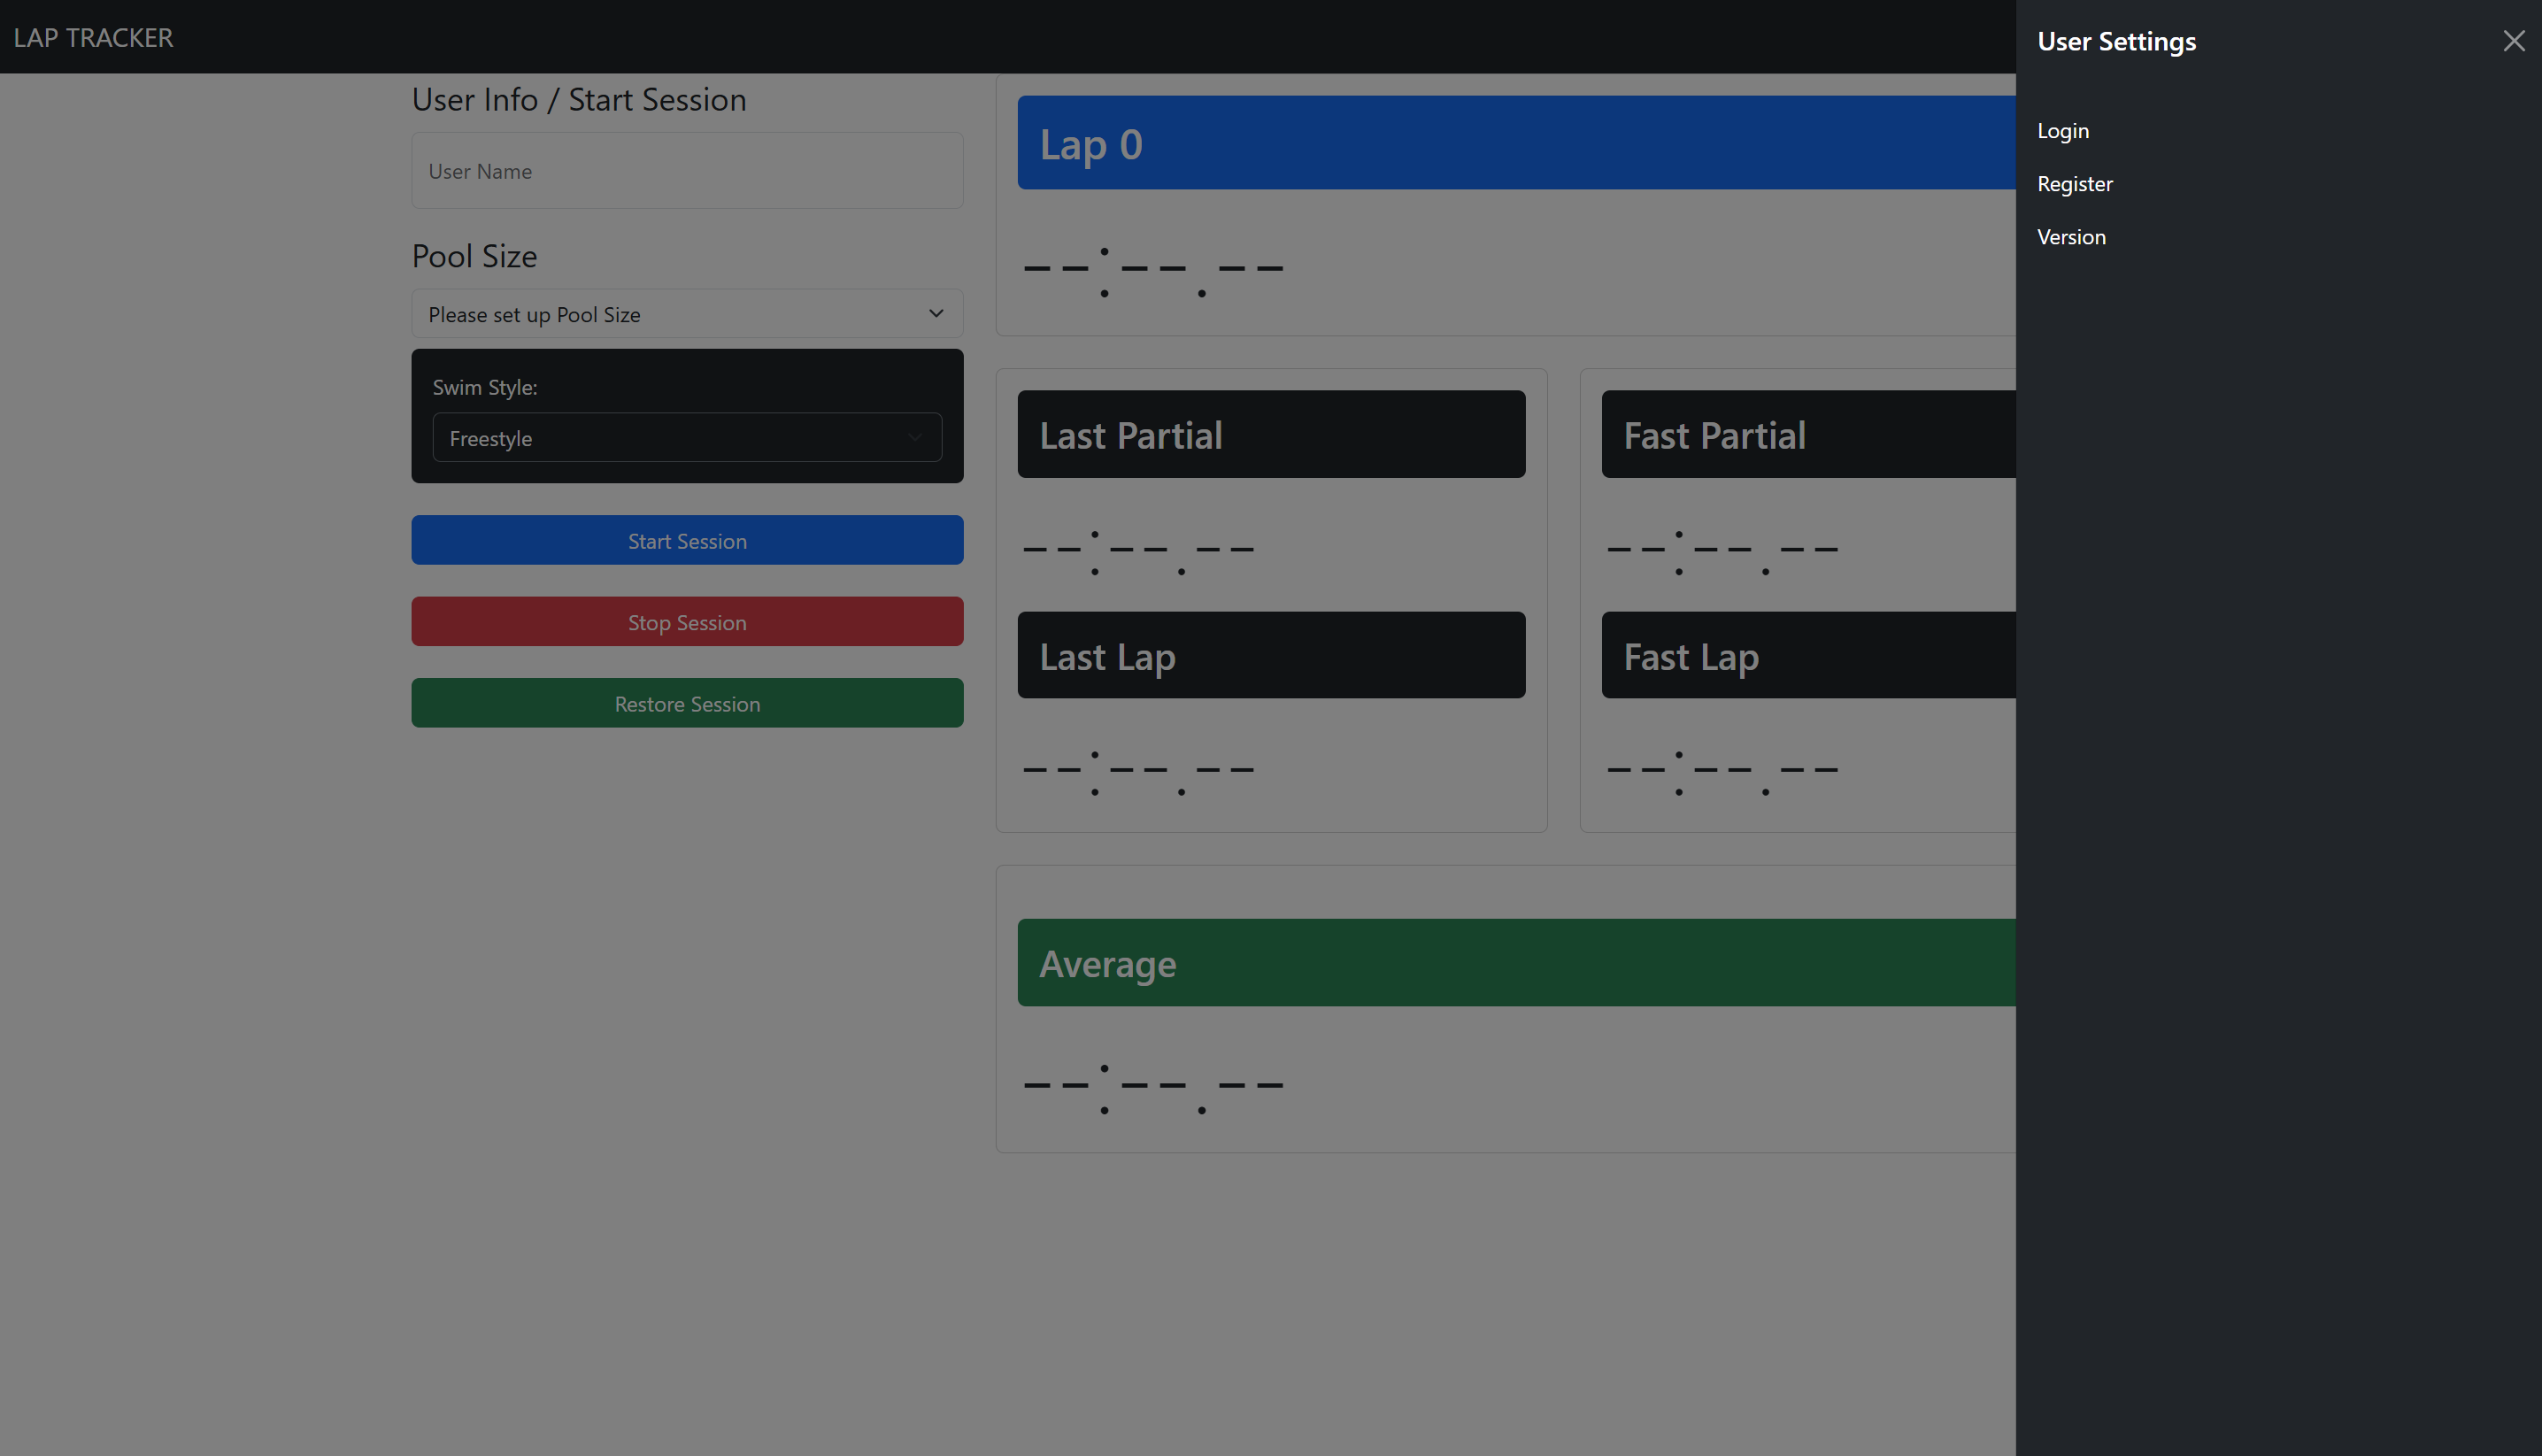 LAP TRACKER
User Info / Start Session
User Name
Pool Size
Please set up Pool Size
Swim Style:
Freestyle
Start Session
Stop Session
Restore Session
Lap 0
--:--.--
Last Partial
--:--.--
Last Lap
--:--.--
Fast Partial
--:--.--
Fast Lap
--:--.--
Average
--:--.--
User Settings
Login
Register
Version